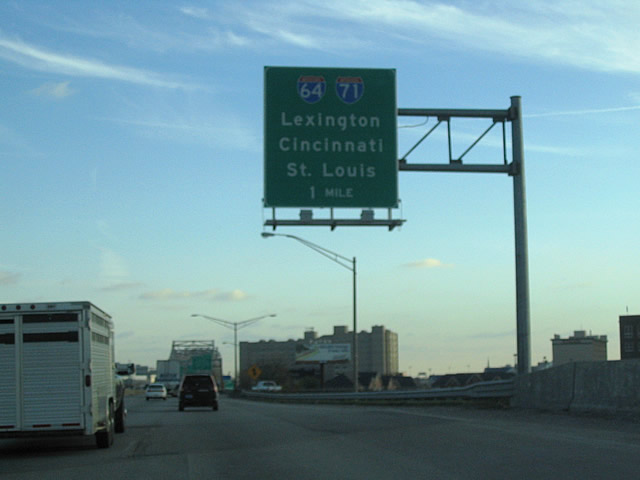 64 71
Lexington
Cincinnati
St. Louis
1 MILE